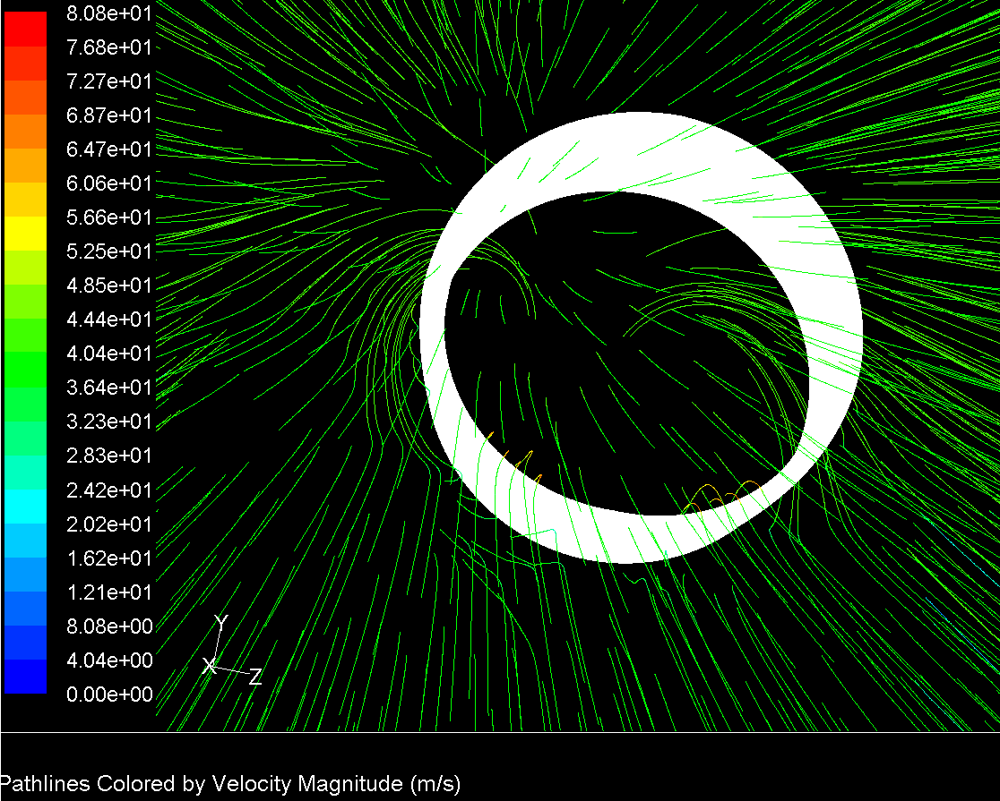 8.08e+01
7.68e+01
7.27e+01
6.87e+01
6.47e+01
6.06e+01
5.66e+01
5.25e+01
4.85e+01
4.44e+01
4.04e+01
3.64e+01
3.23e+01
2.83e+01
2.42e+01
2.02e+01
1.62e+01
1.21e+01
8.08e+00
4.04e+00
0.00e+00
Y
X
Z
Pathlines Colored by Velocity Magnitude (m/s)